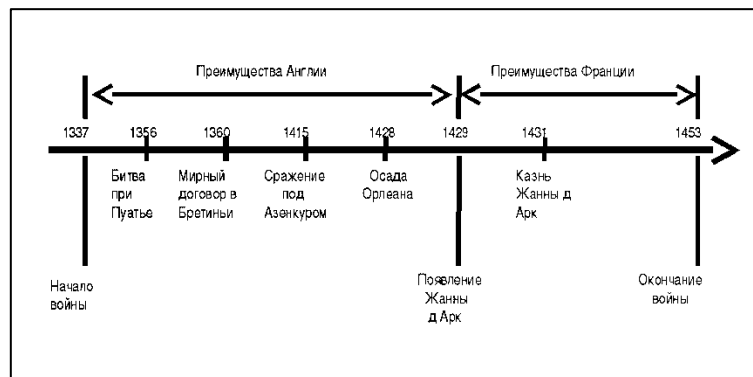 Преимущества Англии
Преимущества Франции
1337
1356
1360
1415
1428
1429
1431
1453
Битва
при
Пуатье
Мирный
договор в
Бретиньи
Сражение
под
Азенкуром
Осада
Орлеана
Казнь
Жанны д
Арк
Начало
войны
Появление
Жанны
д Арк
Окончание
войны